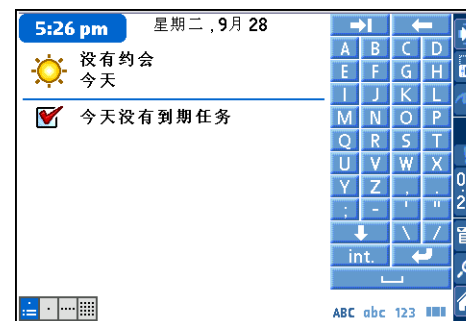 5:26 pm
星期二 ,9月 28
没有约会
今天
今天没有到期任务
A B C D
E F G H
I J K L
M N O P
Q R S T
U V W X
Y Z , .
; - ' "
\ /
int.
ABC abc 123